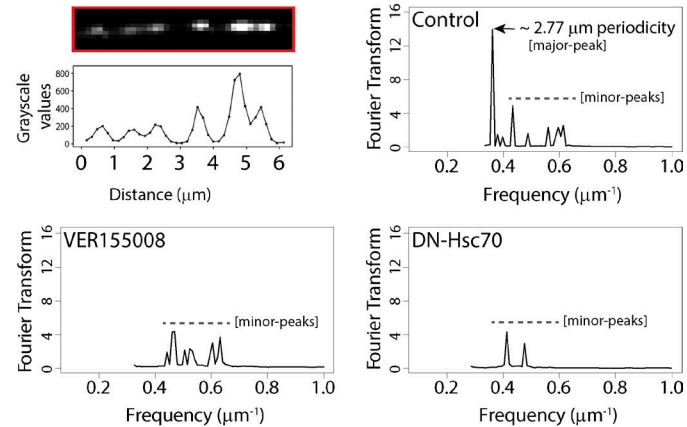 Grayscale
values
800
600
400
200
0
0 1 2 3 4 5 6
Distance (μm)
Control
~ 2.77 μm periodicity
[major-peak]
[minor-peaks]
Fourier Transform
16
12
8
4
0
0.2 0.4 0.6 0.8 1.0
Frequency (μm-1)
VER155008
[minor-peaks]
Fourier Transform
16
12
8
4
0
0.2 0.4 0.6 0.8 1.0
Frequency (μm-1)
DN-Hsc70
[minor-peaks]
Fourier Transform
16
12
8
4
0
0.2 0.4 0.6 0.8 1.0
Frequency (μm-1)